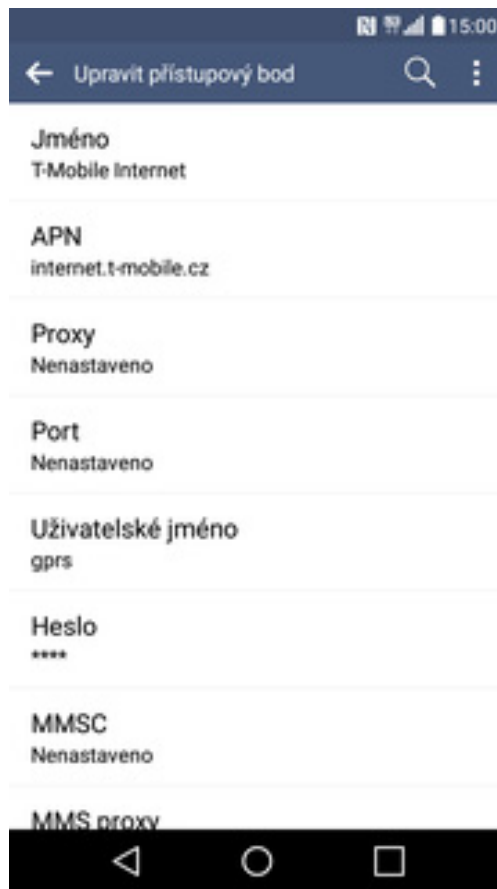 15:00
Upravit přístupový bod
Jméno
T-Mobile Internet
APN
internet.t-mobile.cz
Proxy
Nenastaveno
Port
Nenastaveno
Uživatelské jméno
gprs
Heslo
****
MMSC
Nenastaveno
MMS proxy